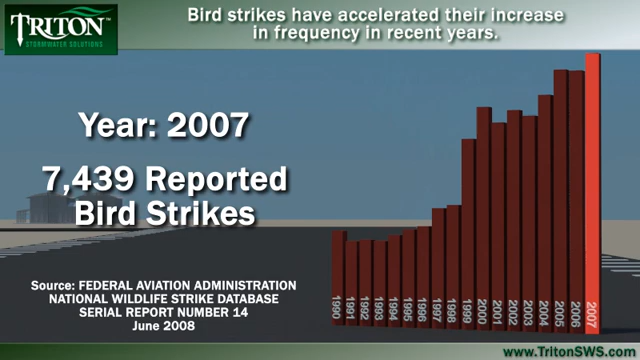 TRITON™
STORMWATER SOLUTIONS
Bird strikes have accelerated their increase
in frequency in recent years.
Year: 2007
7,439 Reported
Bird Strikes
Source: FEDERAL AVIATION ADMINISTRATION
NATIONAL WILDLIFE STRIKE DATABASE
SERIAL REPORT NUMBER 14
June 2008
1990
1991
1992
1993
1994
1995
1996
1997
1998
1999
2000
2001
2002
2003
2004
2005
2006
2007
www.TritonSWS.com